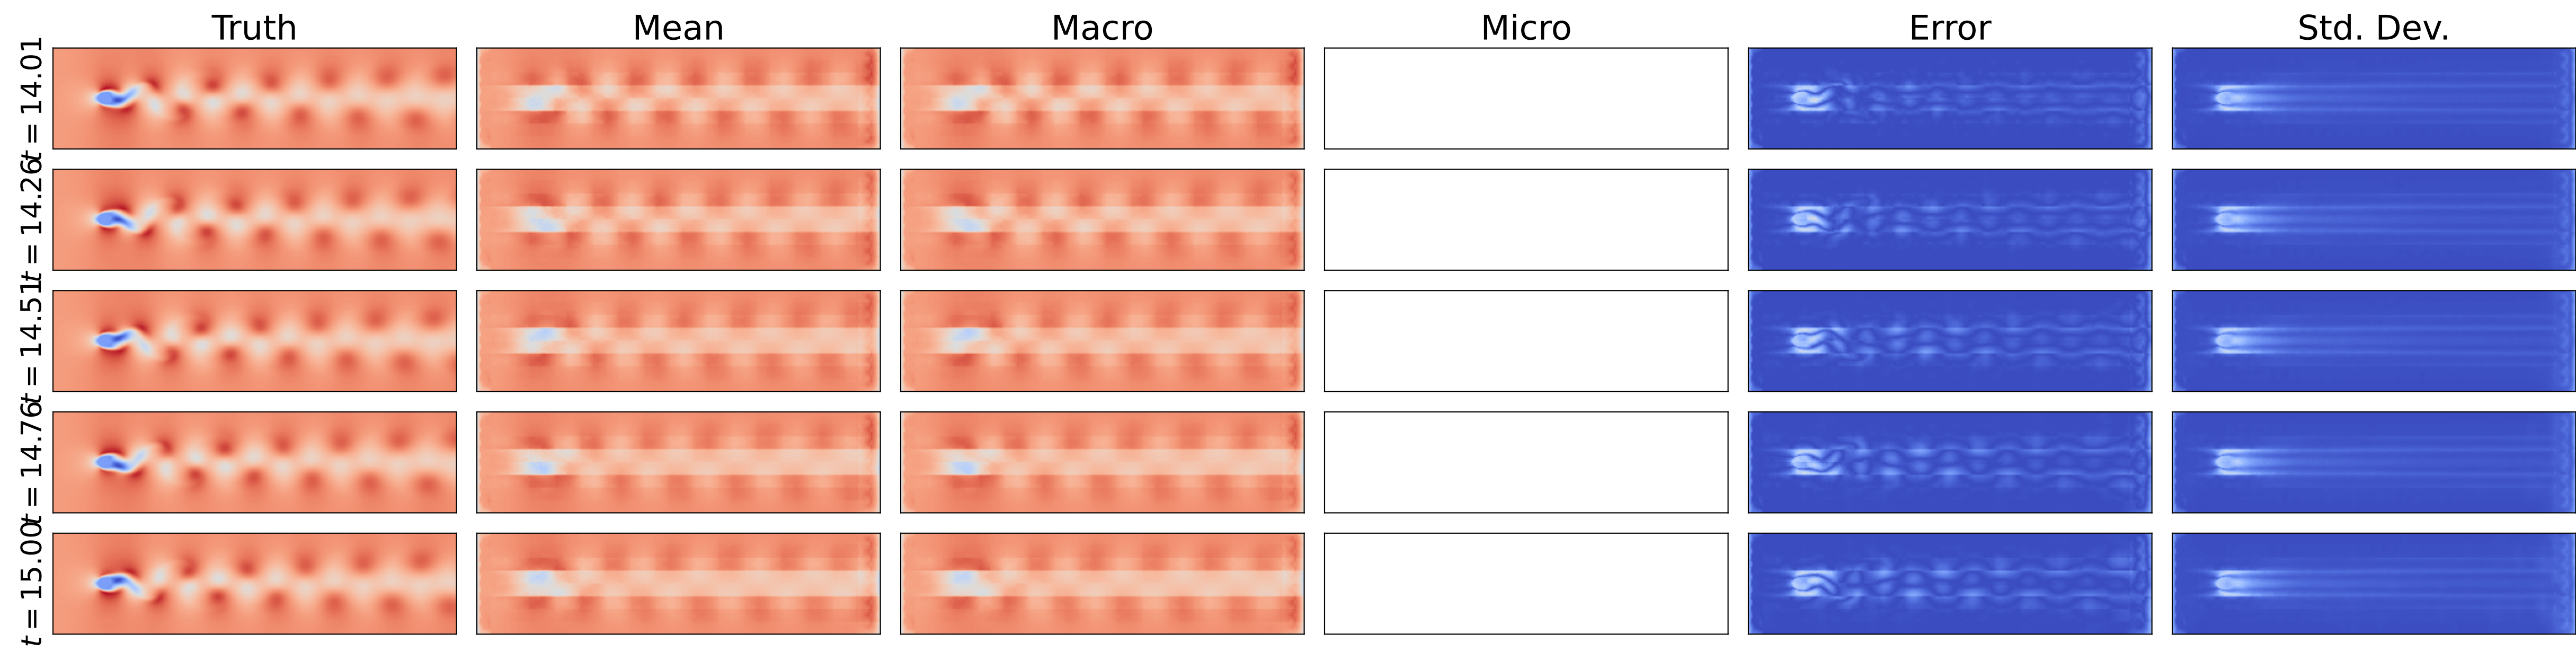 Truth Mean Macro Micro Error Std. Dev.
t = 14.01
t = 14.26
t = 14.51
t = 14.76
t = 15.00